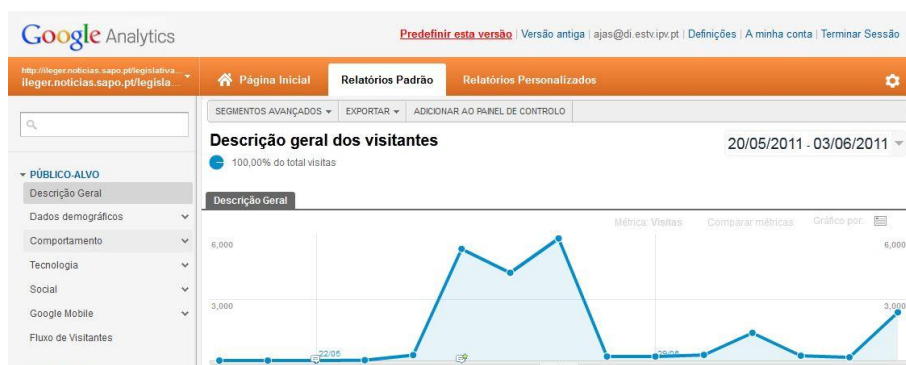 Google Analytics
Predefinir esta versão | Versão antiga | ajas@di.estv.ipv.pt | Definições | A minha conta | Terminar Sessão
http://ileger.noticias.sapo.pt/legislativa...
ileger.noticias.sapo.pt/legisla...
Página Inicial
Relatórios Padrão
Relatórios Personalizados
SEGMENTOS AVANÇADOS
EXPORTAR
ADICIONAR AO PAINEL DE CONTROLO
Descrição geral dos visitantes
20/05/2011 - 03/06/2011
100,00% do total visitas
PÚBLICO-ALVO
Descrição Geral
Dados demográficos
Comportamento
Tecnologia
Social
Google Mobile
Fluxo de Visitantes
Descrição Geral
Métrica: Visitas
Comparar métricas
Gráfico por:
6,000
6,000
3,000
3,000
22/05
29/05